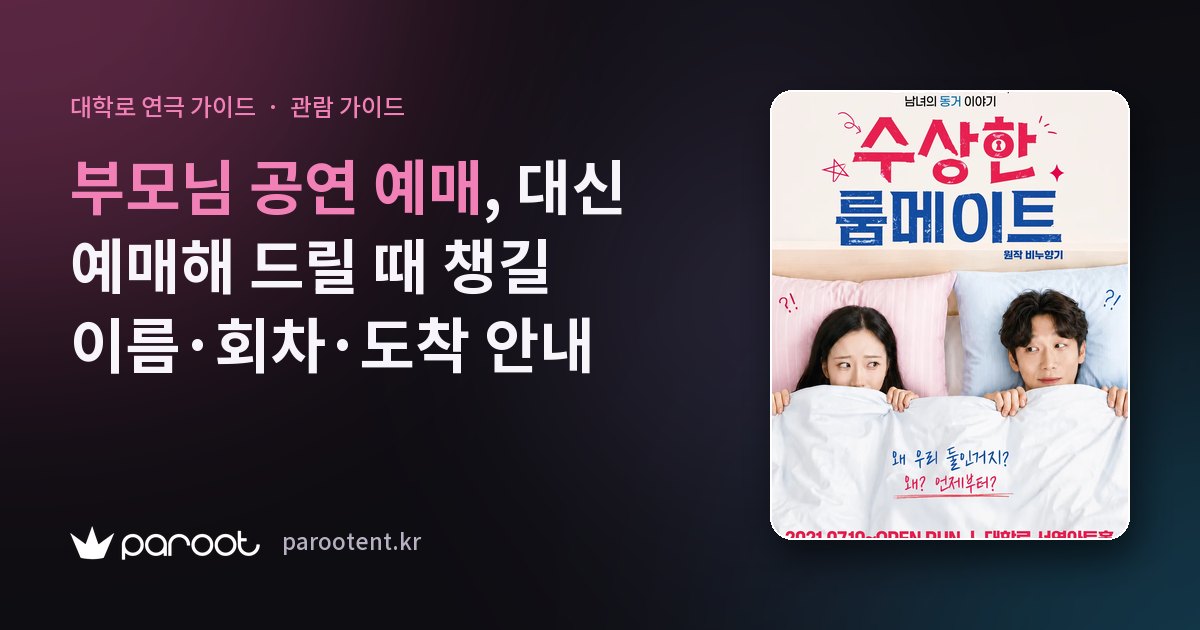 대학로 연극 가이드 · 관람 가이드
부모님 공연 예매, 대신
예매해 드릴 때 챙길
이름·회차·도착 안내
paroot parootent.kr
남녀의 동거 이야기
수상한
룸메이트
원작 비누향기
?!
?!
왜 우리 둘인거지?
왜? 언제부터?